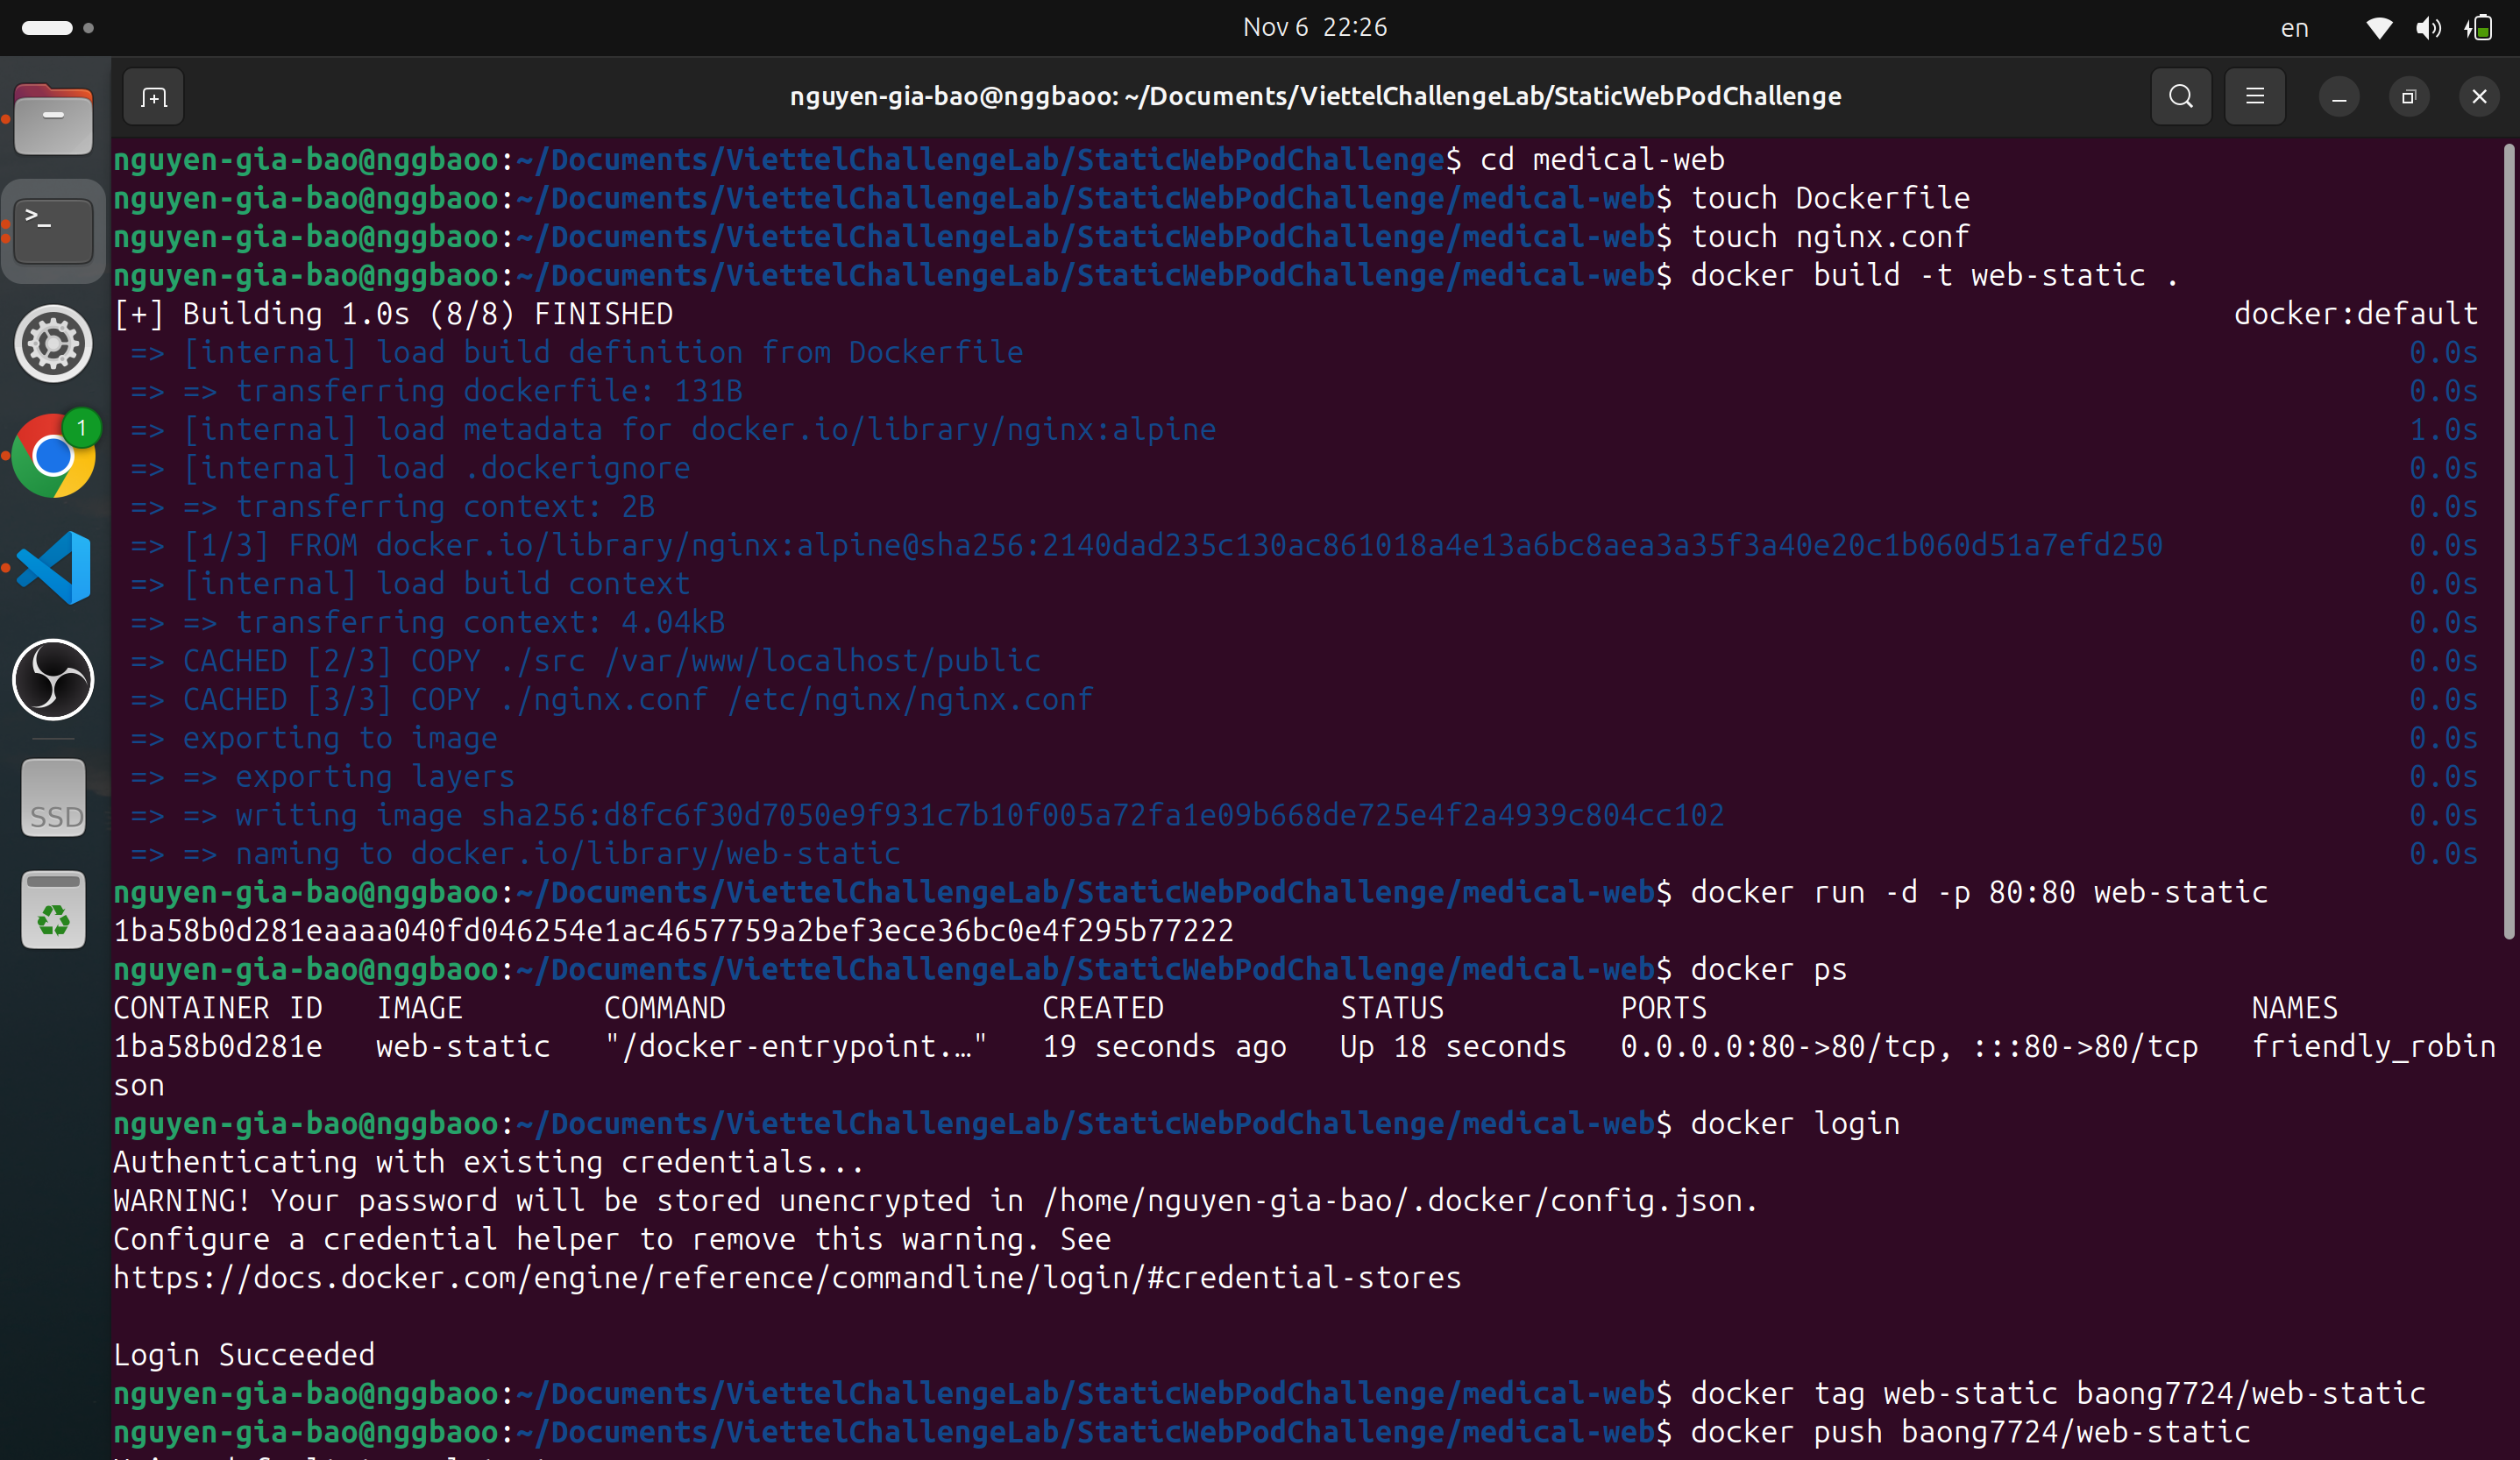 Nov 6 22:26
en
nguyen-gia-bao@nggbaoo: ~/Documents/ViettelChallengeLab/StaticWebPodChallenge
nguyen-gia-bao@nggbaoo:~/Documents/ViettelChallengeLab/StaticWebPodChallenge$ cd medical-web
nguyen-gia-bao@nggbaoo:~/Documents/ViettelChallengeLab/StaticWebPodChallenge/medical-web$ touch Dockerfile
nguyen-gia-bao@nggbaoo:~/Documents/ViettelChallengeLab/StaticWebPodChallenge/medical-web$ touch nginx.conf
nguyen-gia-bao@nggbaoo:~/Documents/ViettelChallengeLab/StaticWebPodChallenge/medical-web$ docker build -t web-static .
[+] Building 1.0s (8/8) FINISHED docker:default
=> [internal] load build definition from Dockerfile 0.0s
=> => transferring dockerfile: 131B 0.0s
=> [internal] load metadata for docker.io/library/nginx:alpine 1.0s
=> [internal] load .dockerignore 0.0s
=> => transferring context: 2B 0.0s
=> [1/3] FROM docker.io/library/nginx:alpine@sha256:2140dad235c130ac861018a4e13a6bc8aea3a35f3a40e20c1b060d51a7efd250 0.0s
=> [internal] load build context 0.0s
=> => transferring context: 4.04kB 0.0s
=> CACHED [2/3] COPY ./src /var/www/localhost/public 0.0s
=> CACHED [3/3] COPY ./nginx.conf /etc/nginx/nginx.conf 0.0s
=> exporting to image 0.0s
=> => exporting layers 0.0s
=> => writing image sha256:d8fc6f30d7050e9f931c7b10f005a72fa1e09b668de725e4f2a4939c804cc102 0.0s
=> => naming to docker.io/library/web-static 0.0s
nguyen-gia-bao@nggbaoo:~/Documents/ViettelChallengeLab/StaticWebPodChallenge/medical-web$ docker run -d -p 80:80 web-static
1ba58b0d281eaaaa040fd046254e1ac4657759a2bef3ece36bc0e4f295b77222
nguyen-gia-bao@nggbaoo:~/Documents/ViettelChallengeLab/StaticWebPodChallenge/medical-web$ docker ps
CONTAINER ID IMAGE COMMAND CREATED STATUS PORTS NAMES
1ba58b0d281e web-static "/docker-entrypoint.…" 19 seconds ago Up 18 seconds 0.0.0.0:80->80/tcp, :::80->80/tcp friendly_robin
son
nguyen-gia-bao@nggbaoo:~/Documents/ViettelChallengeLab/StaticWebPodChallenge/medical-web$ docker login
Authenticating with existing credentials...
WARNING! Your password will be stored unencrypted in /home/nguyen-gia-bao/.docker/config.json.
Configure a credential helper to remove this warning. See
https://docs.docker.com/engine/reference/commandline/login/#credential-stores
Login Succeeded
nguyen-gia-bao@nggbaoo:~/Documents/ViettelChallengeLab/StaticWebPodChallenge/medical-web$ docker tag web-static baong7724/web-static
nguyen-gia-bao@nggbaoo:~/Documents/ViettelChallengeLab/StaticWebPodChallenge/medical-web$ docker push baong7724/web-static
1
SSD